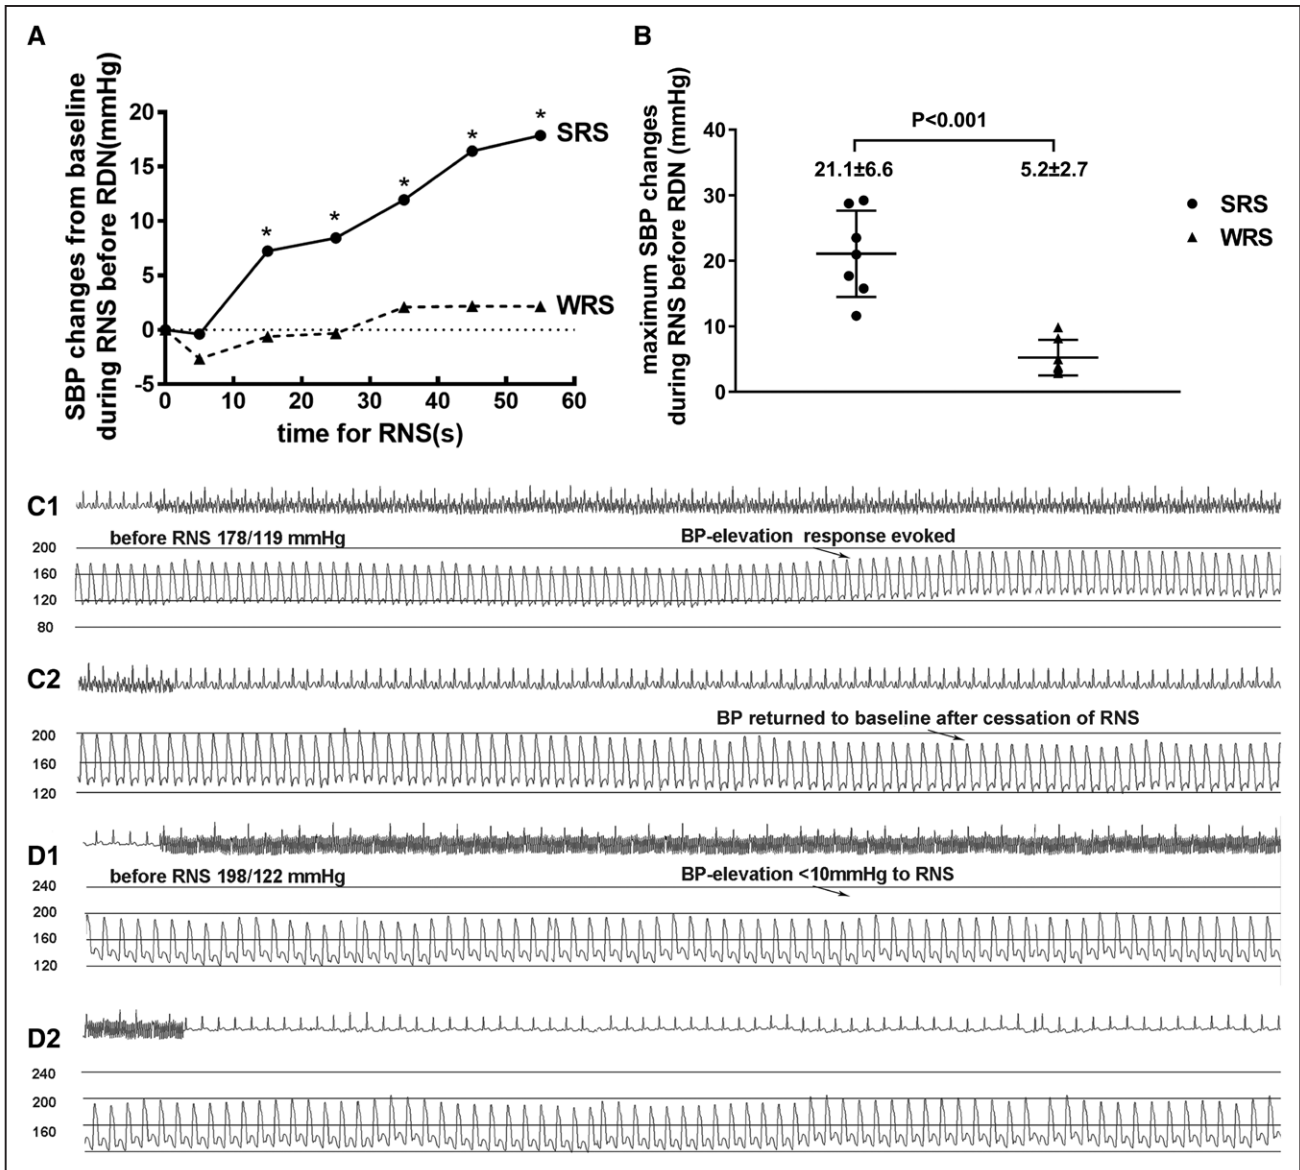 A
SBP changes from baseline
during RNS before RDN(mmHg)
20
15
10
5
0
-5
* * * * *
SRS
WRS
0 10 20 30 40 50 60
time for RNS(s)
B
maximum SBP changes
during RNS before RDN (mmHg)
40
30
20
10
0
P<0.001
21.1±6.6 5.2±2.7
SRS
WRS
C1
before RNS 178/119 mmHg BP-elevation response evoked
200
160
120
80
C2
BP returned to baseline after cessation of RNS
200
160
120
D1
before RNS 198/122 mmHg BP-elevation <10mmHg to RNS
240
200
160
120
D2
240
200
160